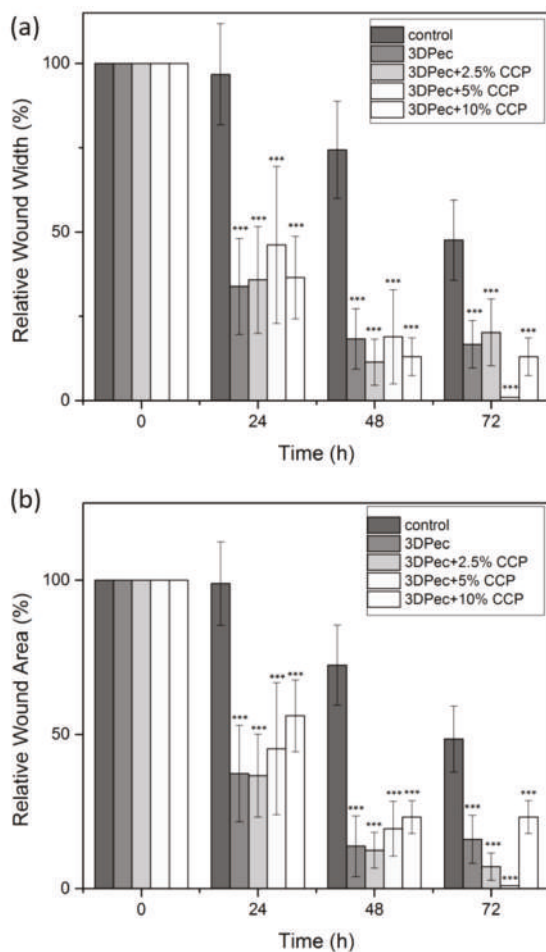 (a)
control
3DPec
3DPec+2.5% CCP
3DPec+5% CCP
3DPec+10% CCP
Relative Wound Width (%)
100
50
0
*** *** *** ***
*** *** *** ***
*** *** *** ***
0 24 48 72
Time (h)
(b)
control
3DPec
3DPec+2.5% CCP
3DPec+5% CCP
3DPec+10% CCP
Relative Wound Area (%)
100
50
0
*** *** *** ***
*** *** *** ***
*** *** *** ***
0 24 48 72
Time (h)